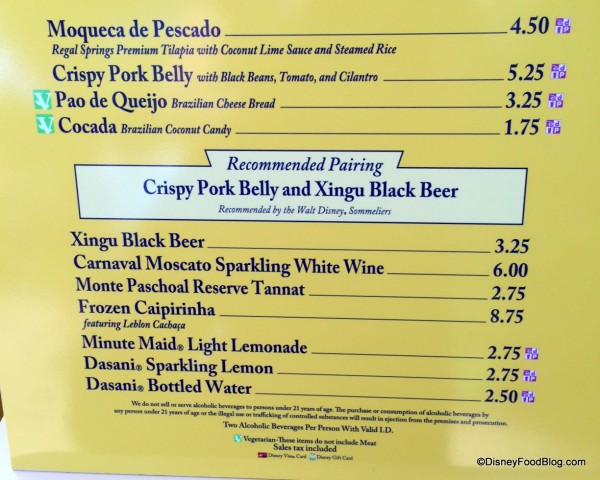 Moqueca de Pescado 4.50
Regal Springs Premium Tilapia with Coconut Lime Sauce and Steamed Rice
Crispy Pork Belly with Black Beans, Tomato, and Cilantro 5.25
Pao de Queijo Brazilian Cheese Bread 3.25
Cocada Brazilian Coconut Candy 1.75
Recommended Pairing
Crispy Pork Belly and Xingu Black Beer
Recommended by the Walt Disney® Sommeliers
Xingu Black Beer 3.25
Carnaval Moscato Sparkling White Wine 6.00
Monte Paschoal Reserve Tannat 2.75
Frozen Caipirinha 8.75
featuring Leblon Cachaça
Minute Maid® Light Lemonade 2.75
Dasani® Sparkling Lemon 2.75
Dasani® Bottled Water 2.50
We do not sell or serve alcoholic beverages to persons under 21 years of age. The purchase or consumption of alcoholic beverages by
any person under 21 years of age or the illegal use or trafficking of controlled substances will result in ejection from the premises and prosecution.
Two Alcoholic Beverages Per Person With Valid I.D.
Vegetarian-These items do not include Meat
Sales tax included
Disney Visa® Card Disney Gift Card
©DisneyFoodBlog.com